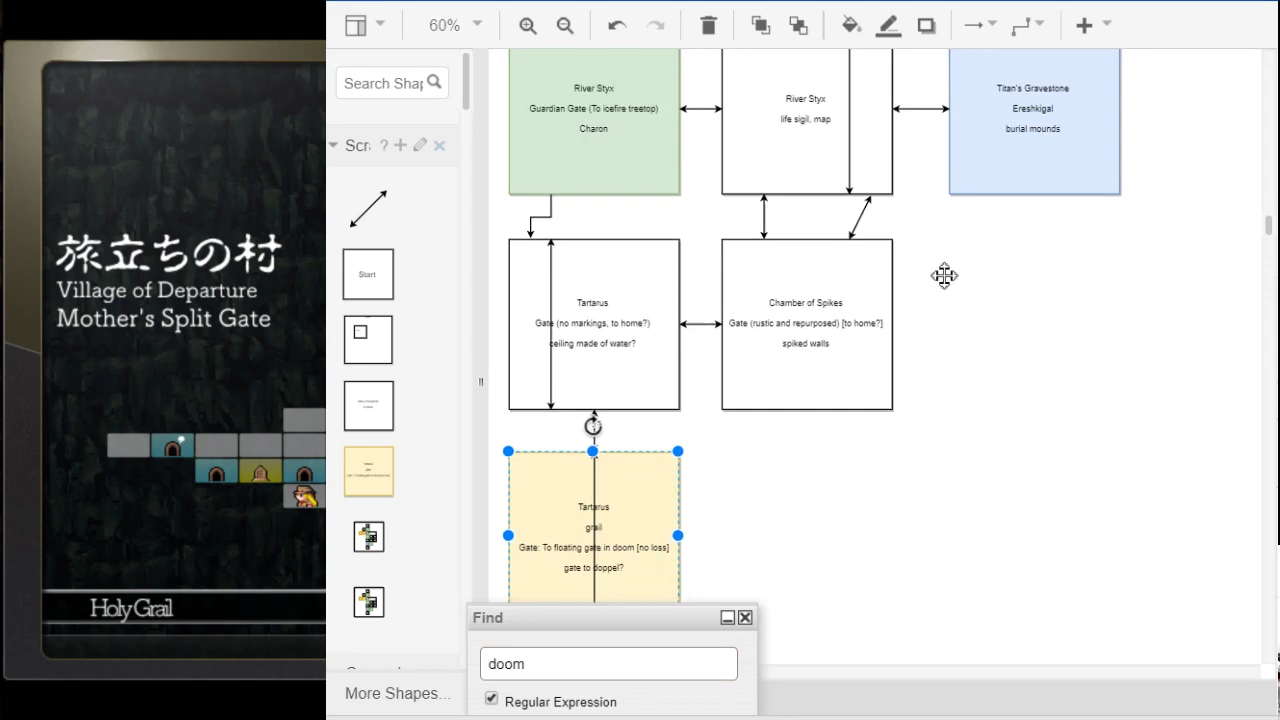 旅立ちの村
Village of Departure
Mother's Split Gate
Holy Grail
60%
Search Shap
Scr
?
Start
More Shapes...
River Styx
Guardian Gate (To icefire treetop)
Charon
River Styx
life sigil, map
Titan's Gravestone
Ereshkigal
burial mounds
Tartarus
Gate (no markings, to home?)
ceiling made of water?
Chamber of Spikes
Gate (rustic and repurposed) [to home?]
spiked walls
Tartarus
grail
Gate: To floating gate in doom [no loss]
gate to doppel?
Find
doom
Regular Expression